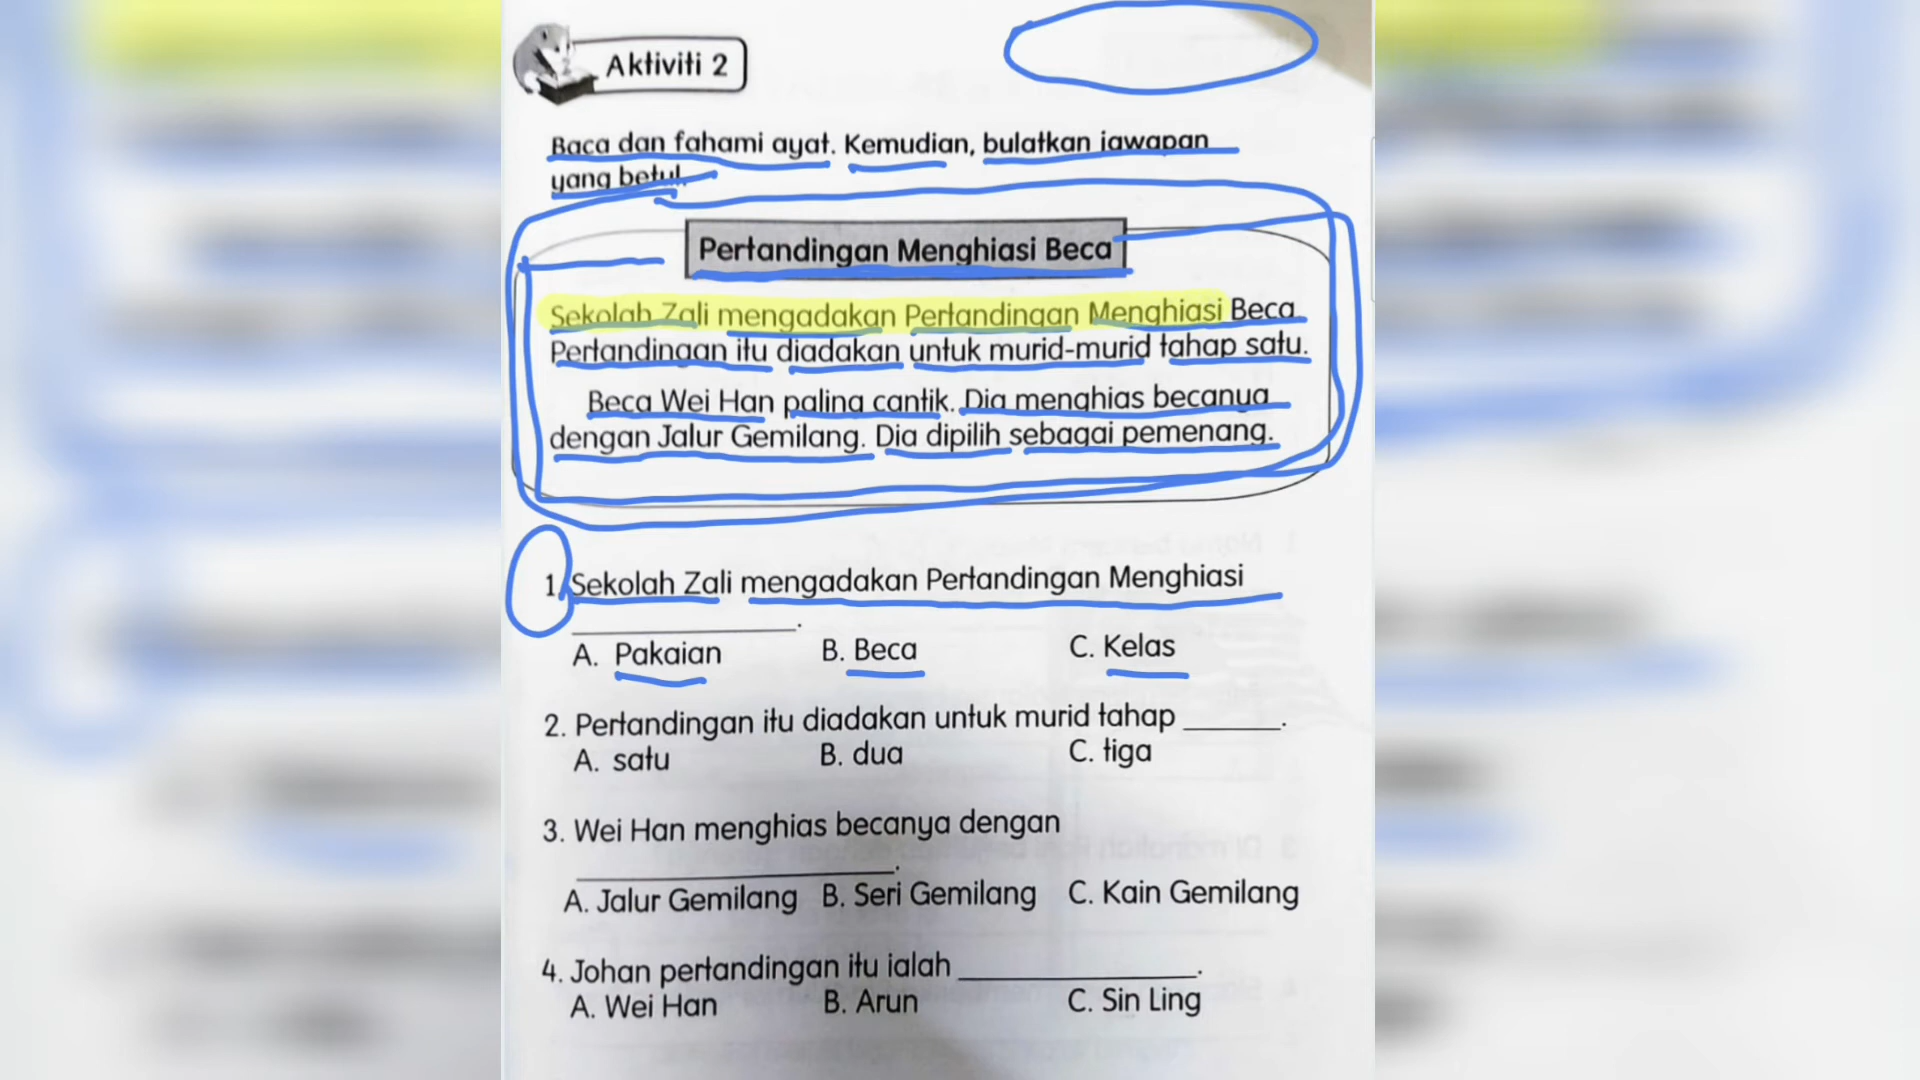 Aktiviti 2
Baca dan fahami ayat. Kemudian, bulatkan jawapan
yang betul.
Pertandingan Menghiasi Beca
Sekolah Zali mengadakan Pertandingan Menghiasi Beca
Pertandingan itu diadakan untuk murid-murid tahap satu.
Beca Wei Han paling cantik. Dia menghias becanya
dengan Jalur Gemilang. Dia dipilih sebagai pemenang.
1. Sekolah Zali mengadakan Pertandingan Menghiasi
____________.
A. Pakaian B. Beca C. Kelas
2. Pertandingan itu diadakan untuk murid tahap ______.
A. satu B. dua C. tiga
3. Wei Han menghias becanya dengan
________________.
A. Jalur Gemilang B. Seri Gemilang C. Kain Gemilang
4. Johan pertandingan itu ialah ____________.
A. Wei Han B. Arun C. Sin Ling